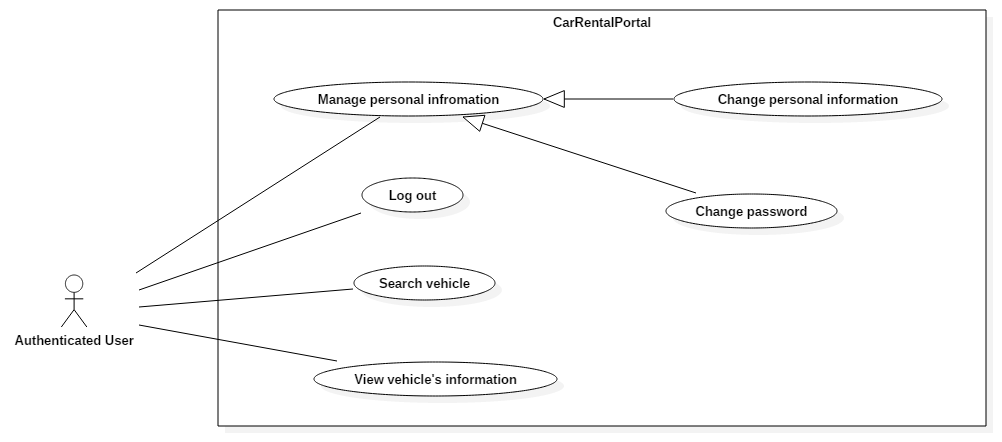 CarRentalPortal
Manage personal infromation
Change personal information
Log out
Change password
Search vehicle
Authenticated User
View vehicle's information